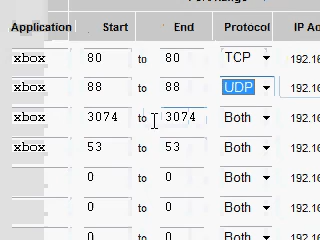 Application Start End Protocol IP Ad
xbox 80 to 80 TCP 192.16
xbox 88 to 88 UDP 192.16
xbox 3074 to 3074 Both 192.16
xbox 53 to 53 Both 192.16
0 to 0 Both 192.16
0 to 0 Both 192.16
0 to 0 Both 192.16